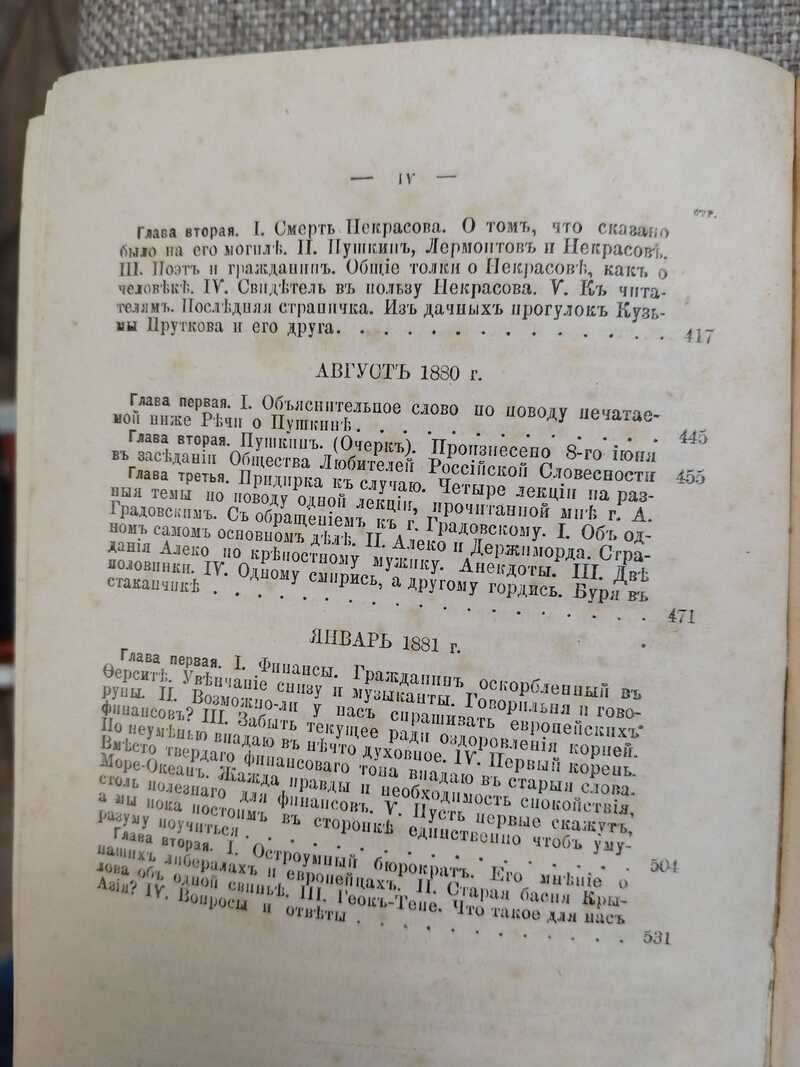 — IV —
стр.
Глава вторая. I. Смерть Некрасова. О томъ, что сказано
было на его могилѣ. II. Пушкинъ, Лермонтовъ и Некрасовъ.
III. Поэтъ и гражданинъ. Общіе толки о Некрасовѣ, какъ о
человѣкѣ. IV. Свидѣтель въ пользу Некрасова. V. Къ чита-
телямъ. Послѣдняя страничка. Изъ дачныхъ прогулокъ Кузь-
мы Пруткова и его друга. . . . . . . . . . . . . . . . 417
АВГУСТЪ 1880 г.
Глава первая. I. Объяснительное слово по поводу печатае-
мой ниже Рѣчи о Пушкинѣ. . . . . . . . . . . . . . 445
Глава вторая. Пушкинъ. (Очеркъ). Произнесено 8-го іюня
въ засѣданіи Общества Любителей Россійской Словесности 455
Глава третья. Придирка къ случаю. Четыре лекціи на раз-
ныя темы по поводу одной лекціи, прочитанной мнѣ г. А.
Градовскимъ. Съ обращеніемъ къ г. Градовскому. I. Объ од-
номъ самомъ основномъ дѣлѣ. II. Алеко и Держиморда. Стра-
данія Алеко по крѣпостному мужику. Анекдоты. III. Двѣ
половинки. IV. Одному смирись, а другому гордись. Буря въ
стаканчикѣ . . . . . . . . . . . . . . . . . . . . 471
ЯНВАРЬ 1881 г.
Глава первая. I. Финансы. Гражданинъ оскорбленный въ
Ѳерситѣ. Увѣнчаніе снизу и музыканты. Говорильня и гово-
руны. II. Возможно-ли у насъ спрашивать европейскихъ
финансовъ? III. Забыть текущее ради оздоровленія корней.
По неумѣнью впадаю въ нѣчто духовное. IV. Первый корень.
Вмѣсто твердаго финансоваго тона впадаю въ старыя слова.
Море-Океанъ. Жажда правды и необходимость спокойствія,
столь полезнаго для финансовъ. V. Пусть первые скажутъ,
а мы пока постоимъ въ сторонкѣ единственно чтобъ уму-
разуму поучиться . . . . . . . . . . . . . . . . . 504
Глава вторая. I. Остроумный бюрократъ. Его мнѣніе о
нашихъ либералахъ и европейцахъ. II. Старая басня Кры-
лова объ одной свиньѣ. III. Геокъ-Тепе. Что такое для насъ
Азія? IV. Вопросы и отвѣты . . . . . . . . . . . . . 531